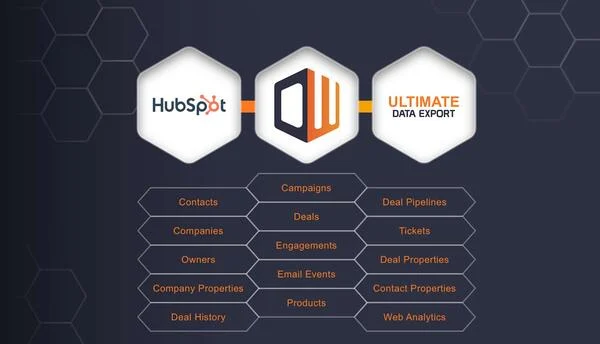 HubSpot
ULTIMATE
DATA EXPORT
Contacts
Companies
Owners
Company Properties
Deal History
Campaigns
Deals
Engagements
Email Events
Products
Deal Pipelines
Tickets
Deal Properties
Contact Properties
Web Analytics